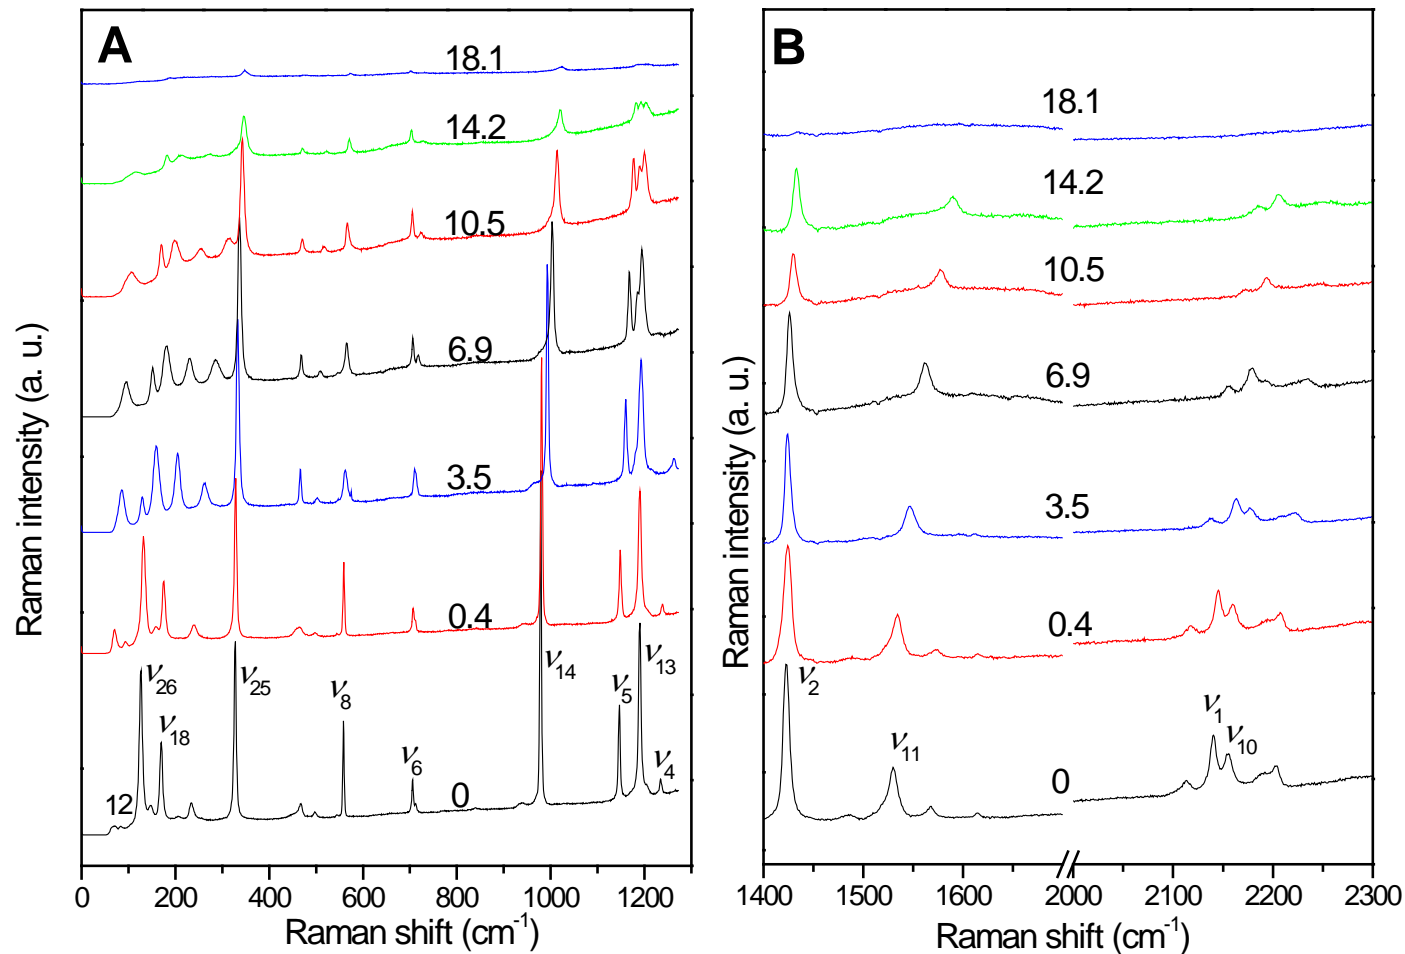 A
18.1
14.2
10.5
6.9
3.5
0.4
0
12
ν26
ν18
ν25
ν8
ν6
ν14
ν5
ν13
ν4
0 200 400 600 800 1000 1200
Raman shift (cm-1)
Raman intensity (a. u.)
B
18.1
14.2
10.5
6.9
3.5
0.4
0
ν2
ν11
ν1
ν10
1400 1500 1600 2000 2100 2200 2300
Raman shift (cm-1)
Raman intensity (a. u.)